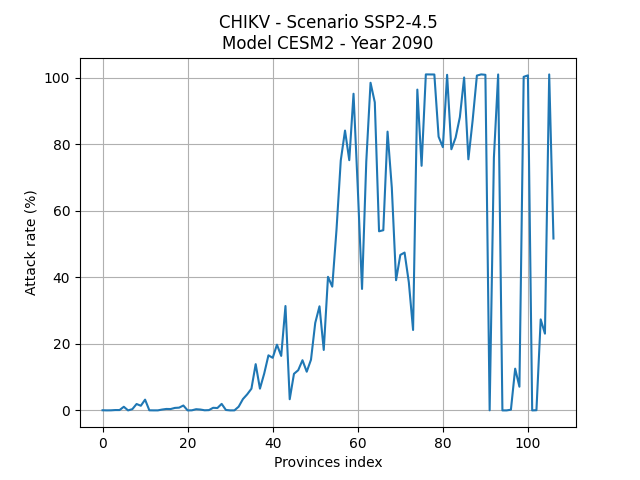 CHIKV - Scenario SSP2-4.5
Model CESM2 - Year 2090
100
80
60
40
20
0
Attack rate (%)
0 20 40 60 80 100
Provinces index